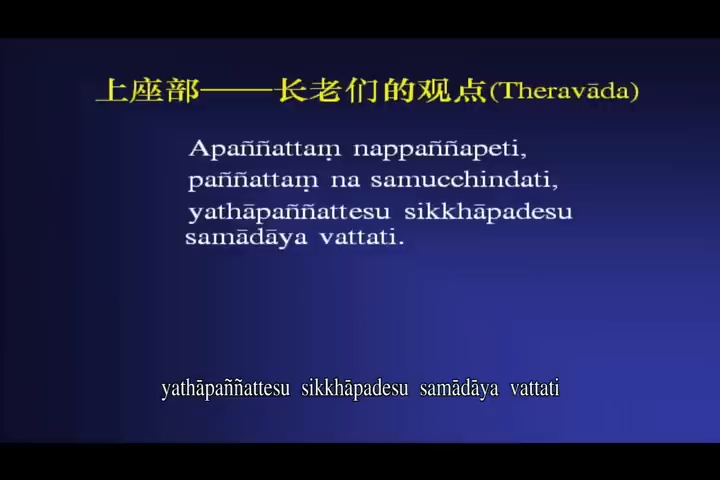 上座部——长老们的观点(Theravāda)
Apaññattaṃ nappaññapeti,
paññattaṃ na samucchindati,
yathāpaññattesu sikkhāpadesu
samādāya vattati.
yathāpaññattesu sikkhāpadesu samādāya vattati